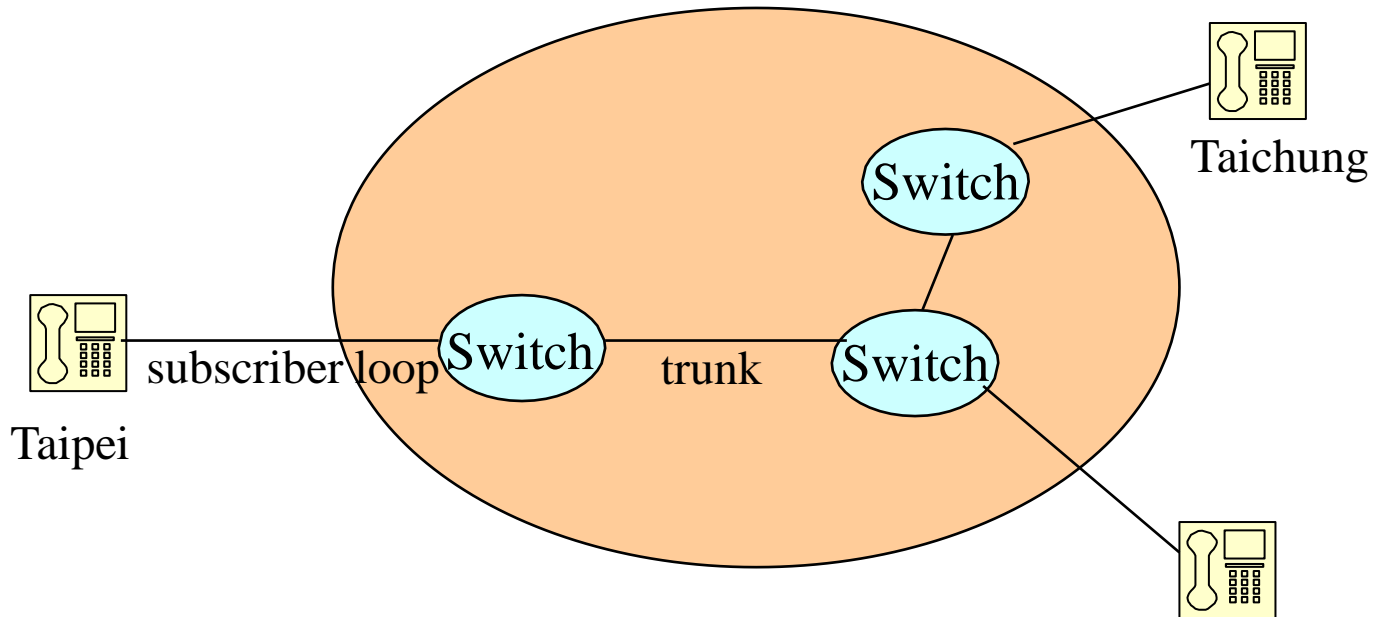 Switch
Taichung
Switch
Switch
subscriber loop
trunk
Taipei